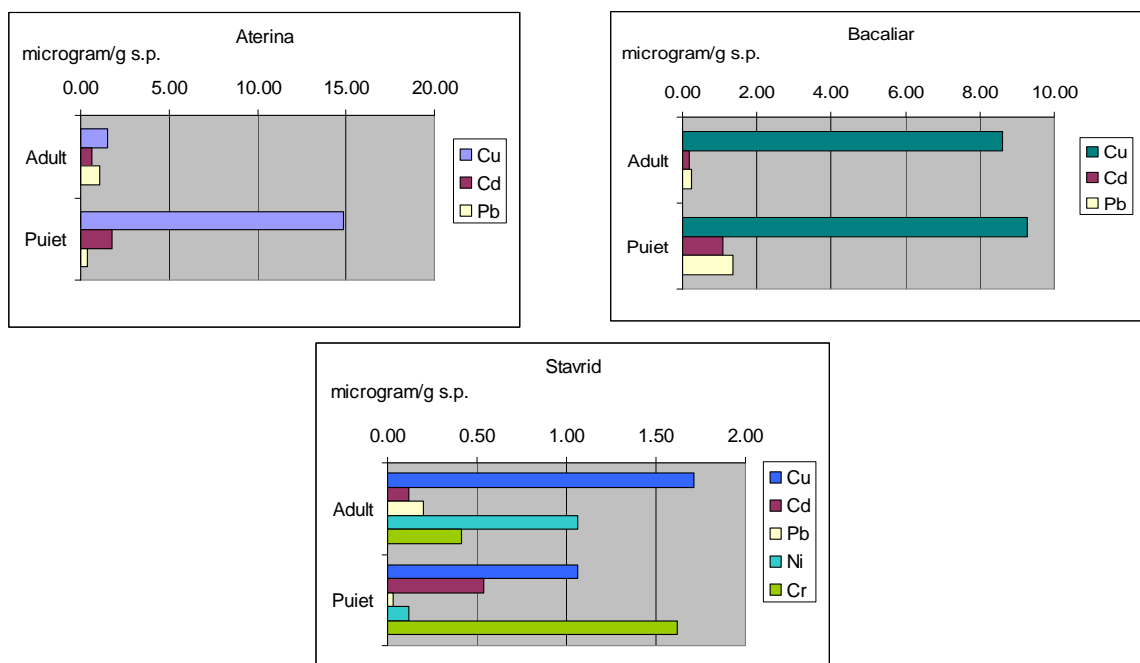 Aterina
microgram/g s.p.
0.00 5.00 10.00 15.00 20.00
Adult
Puiet
Cu
Cd
Pb
Bacaliar
microgram/g s.p.
0.00 2.00 4.00 6.00 8.00 10.00
Adult
Puiet
Cu
Cd
Pb
Stavrid
microgram/g s.p.
0.00 0.50 1.00 1.50 2.00
Adult
Puiet
Cu
Cd
Pb
Ni
Cr